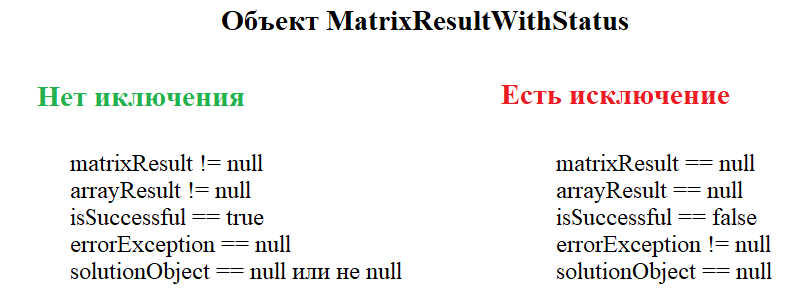 Объект MatrixResultWithStatus
Нет иключения
matrixResult != null
arrayResult != null
isSuccessful == true
errorException == null
solutionObject == null или не null
Есть исключение
matrixResult == null
arrayResult == null
isSuccessful == false
errorException != null
solutionObject == null